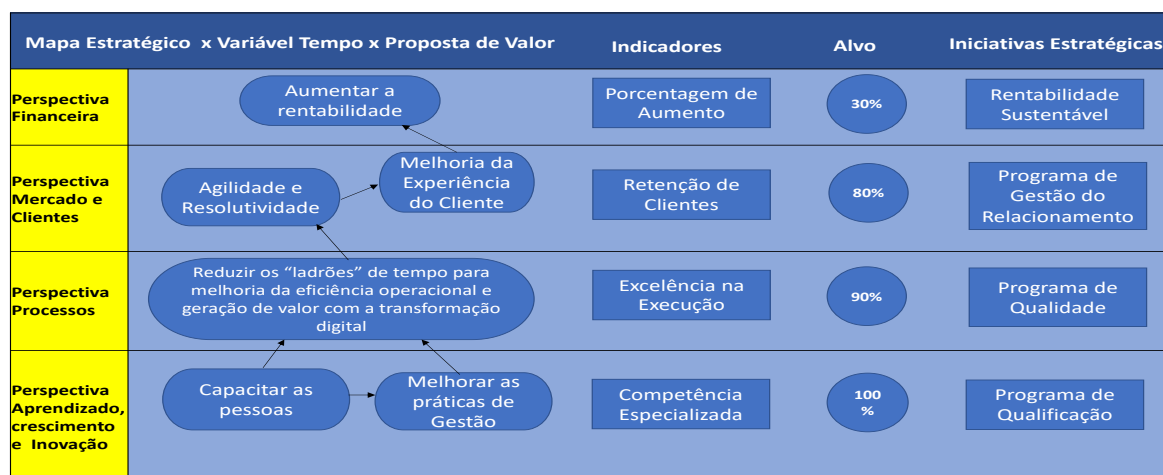 Mapa Estratégico x Variável Tempo x Proposta de Valor
Indicadores
Alvo
Iniciativas Estratégicas
Perspectiva
Financeira
Aumentar a
rentabilidade
Porcentagem de
Aumento
30%
Rentabilidade
Sustentável
Perspectiva
Mercado e
Clientes
Agilidade e
Resolutividade
Melhoria da
Experiência
do Cliente
Retenção de
Clientes
80%
Programa de
Gestão do
Relacionamento
Perspectiva
Processos
Reduzir os “ladrões” de tempo para
melhoria da eficiência operacional e
geração de valor com a transformação
digital
Excelência na
Execução
90%
Programa de
Qualidade
Perspectiva
Aprendizado,
crescimento
e Inovação
Capacitar as
pessoas
Melhorar as
práticas de
Gestão
Competência
Especializada
100
%
Programa de
Qualificação